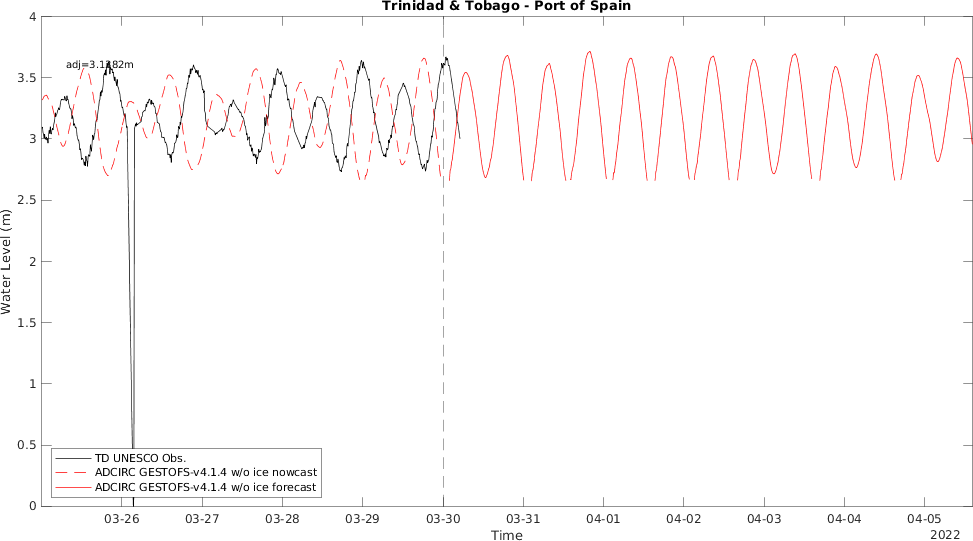 Trinidad & Tobago - Port of Spain
4
3.5
3
2.5
2
1.5
1
0.5
0
Water Level (m)
adj=3.1382m
TD UNESCO Obs.
ADCIRC GESTOFS-v4.1.4 w/o ice nowcast
ADCIRC GESTOFS-v4.1.4 w/o ice forecast
03-26 03-27 03-28 03-29 03-30 03-31 04-01 04-02 04-03 04-04 04-05
Time
2022